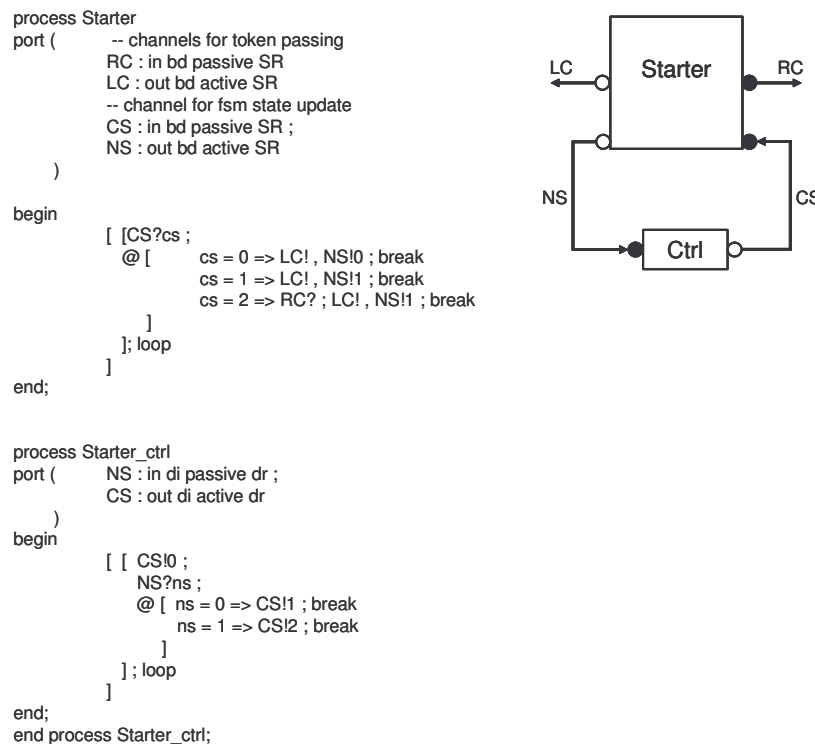 process Starter
port ( -- channels for token passing
RC : in bd passive SR
LC : out bd active SR
-- channel for fsm state update
CS : in bd passive SR ;
NS : out bd active SR
)
begin
[ [CS?cs ;
@ [ cs = 0 => LC! , NS!0 ; break
cs = 1 => LC! , NS!1 ; break
cs = 2 => RC? ; LC! , NS!1 ; break
]
]; loop
]
end;
process Starter_ctrl
port ( NS : in di passive dr ;
CS : out di active dr
)
begin
[ [ CS!0 ;
NS?ns ;
@ [ ns = 0 => CS!1 ; break
ns = 1 => CS!2 ; break
]
] ; loop
]
end;
end process Starter_ctrl;
LC
Starter
RC
NS
CS
Ctrl